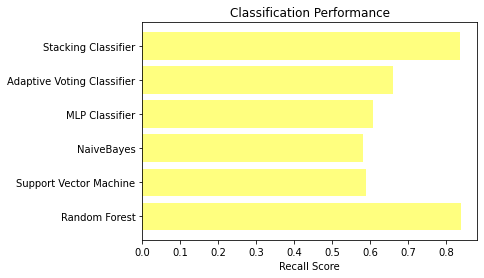 Classification Performance
Stacking Classifier
Adaptive Voting Classifier
MLP Classifier
NaiveBayes
Support Vector Machine
Random Forest
0.0 0.1 0.2 0.3 0.4 0.5 0.6 0.7 0.8
Recall Score